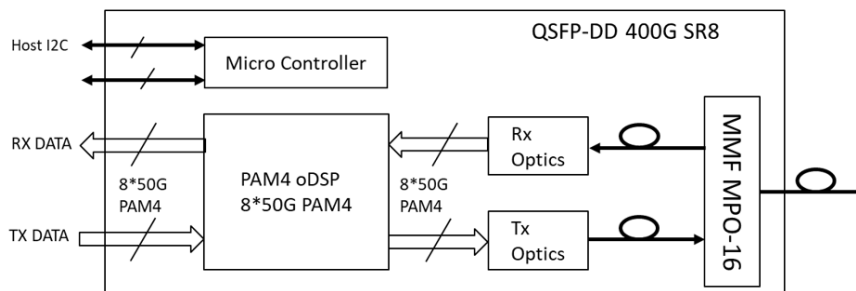 QSFP-DD 400G SR8
Host I2C
Micro Controller
RX DATA
8*50G
PAM4
TX DATA
PAM4 oDSP
8*50G PAM4
8*50G
PAM4
Rx
Optics
Tx
Optics
MMF MPO-16